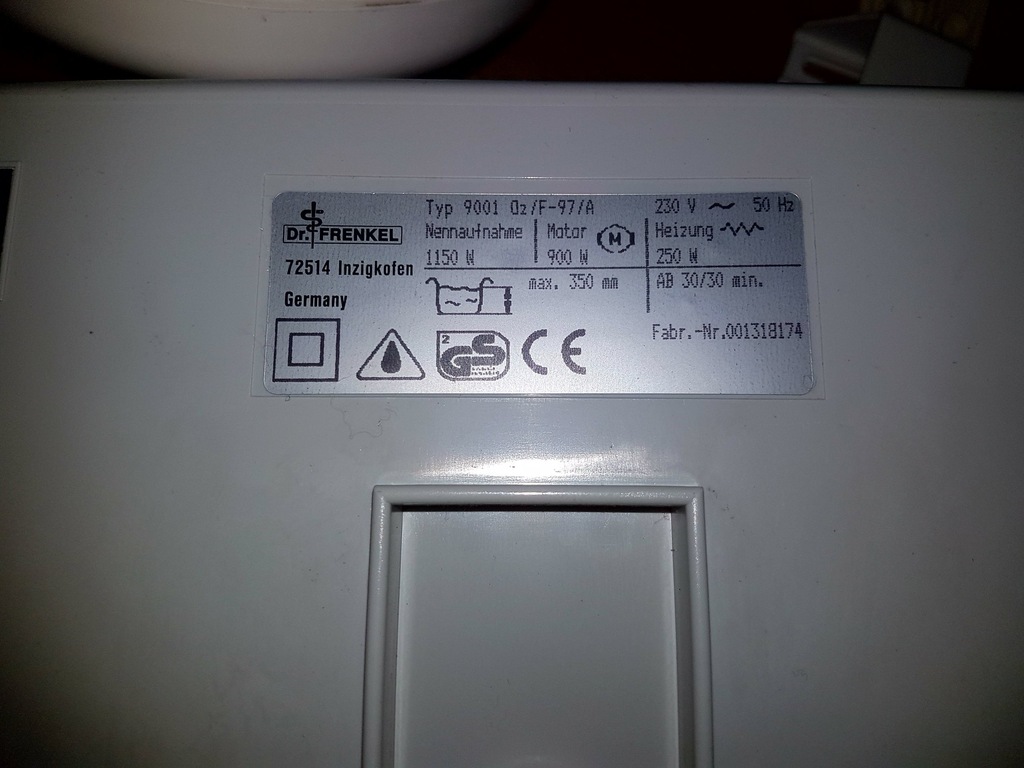 Dr. FRENKEL
72514 Inzigkofen
Germany
Typ 9001 Oz/F-97/A
230 V ~ 50 Hz
Nennaufnahme
1150 W
Motor
M
900 W
Heizung
250 W
max. 350 mm
AB 30/30 min.
Fabr.-Nr.001318174
2
GS
CE